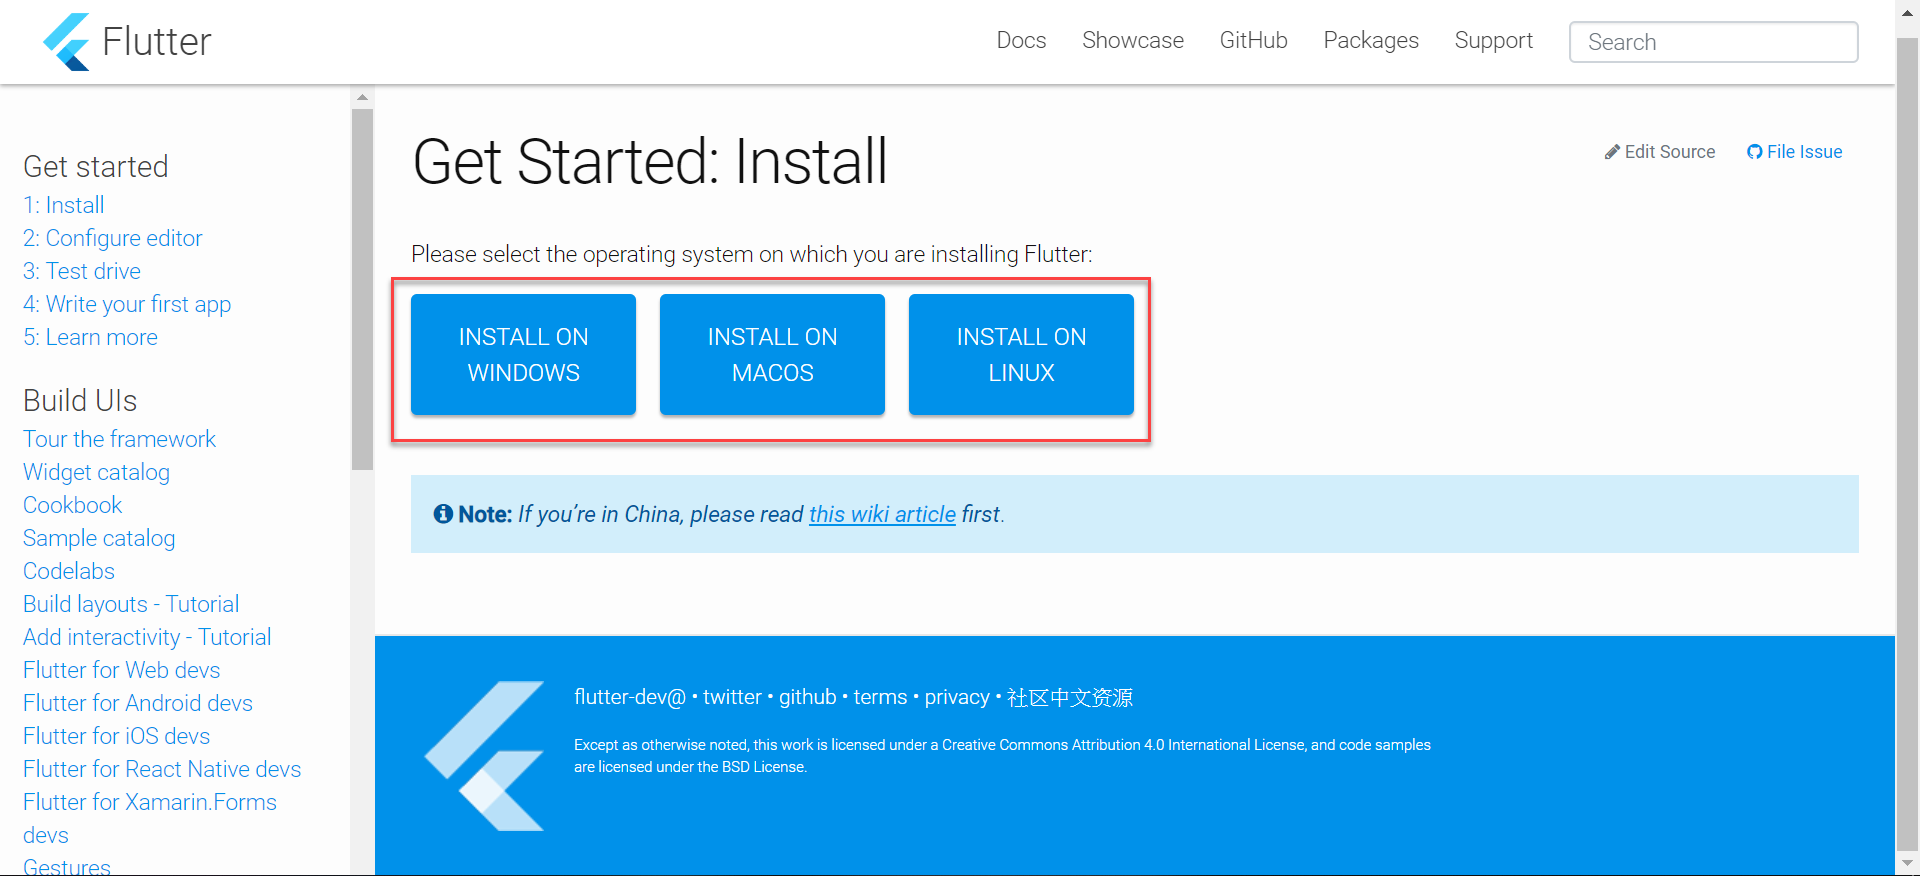 Flutter
Docs
Showcase
GitHub
Packages
Support
Search
Get started
1: Install
2: Configure editor
3: Test drive
4: Write your first app
5: Learn more
Build UIs
Tour the framework
Widget catalog
Cookbook
Sample catalog
Codelabs
Build layouts - Tutorial
Add interactivity - Tutorial
Flutter for Web devs
Flutter for Android devs
Flutter for iOS devs
Flutter for React Native devs
Flutter for Xamarin.Forms
devs
Gestures
Get Started: Install
Edit Source
File Issue
Please select the operating system on which you are installing Flutter:
INSTALL ON
WINDOWS
INSTALL ON
MACOS
INSTALL ON
LINUX
Note: If you’re in China, please read this wiki article first.
flutter-dev@ • twitter • github • terms • privacy • 社区中文资源
Except as otherwise noted, this work is licensed under a Creative Commons Attribution 4.0 International License, and code samples
are licensed under the BSD License.